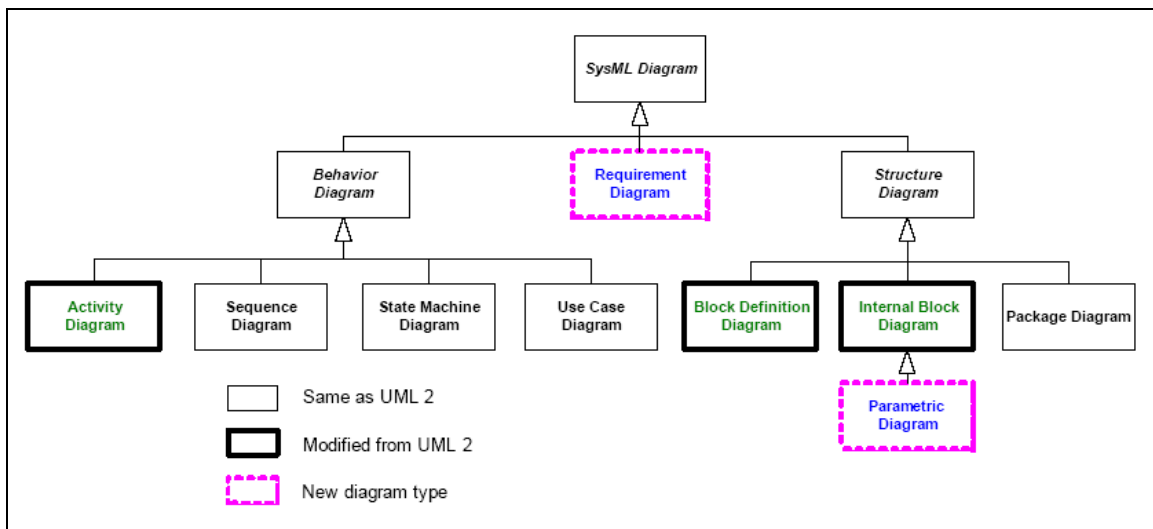 SysML Diagram
Behavior
Diagram
Requirement
Diagram
Structure
Diagram
Activity
Diagram
Sequence
Diagram
State Machine
Diagram
Use Case
Diagram
Block Definition
Diagram
Internal Block
Diagram
Package Diagram
Parametric
Diagram
Same as UML 2
Modified from UML 2
New diagram type